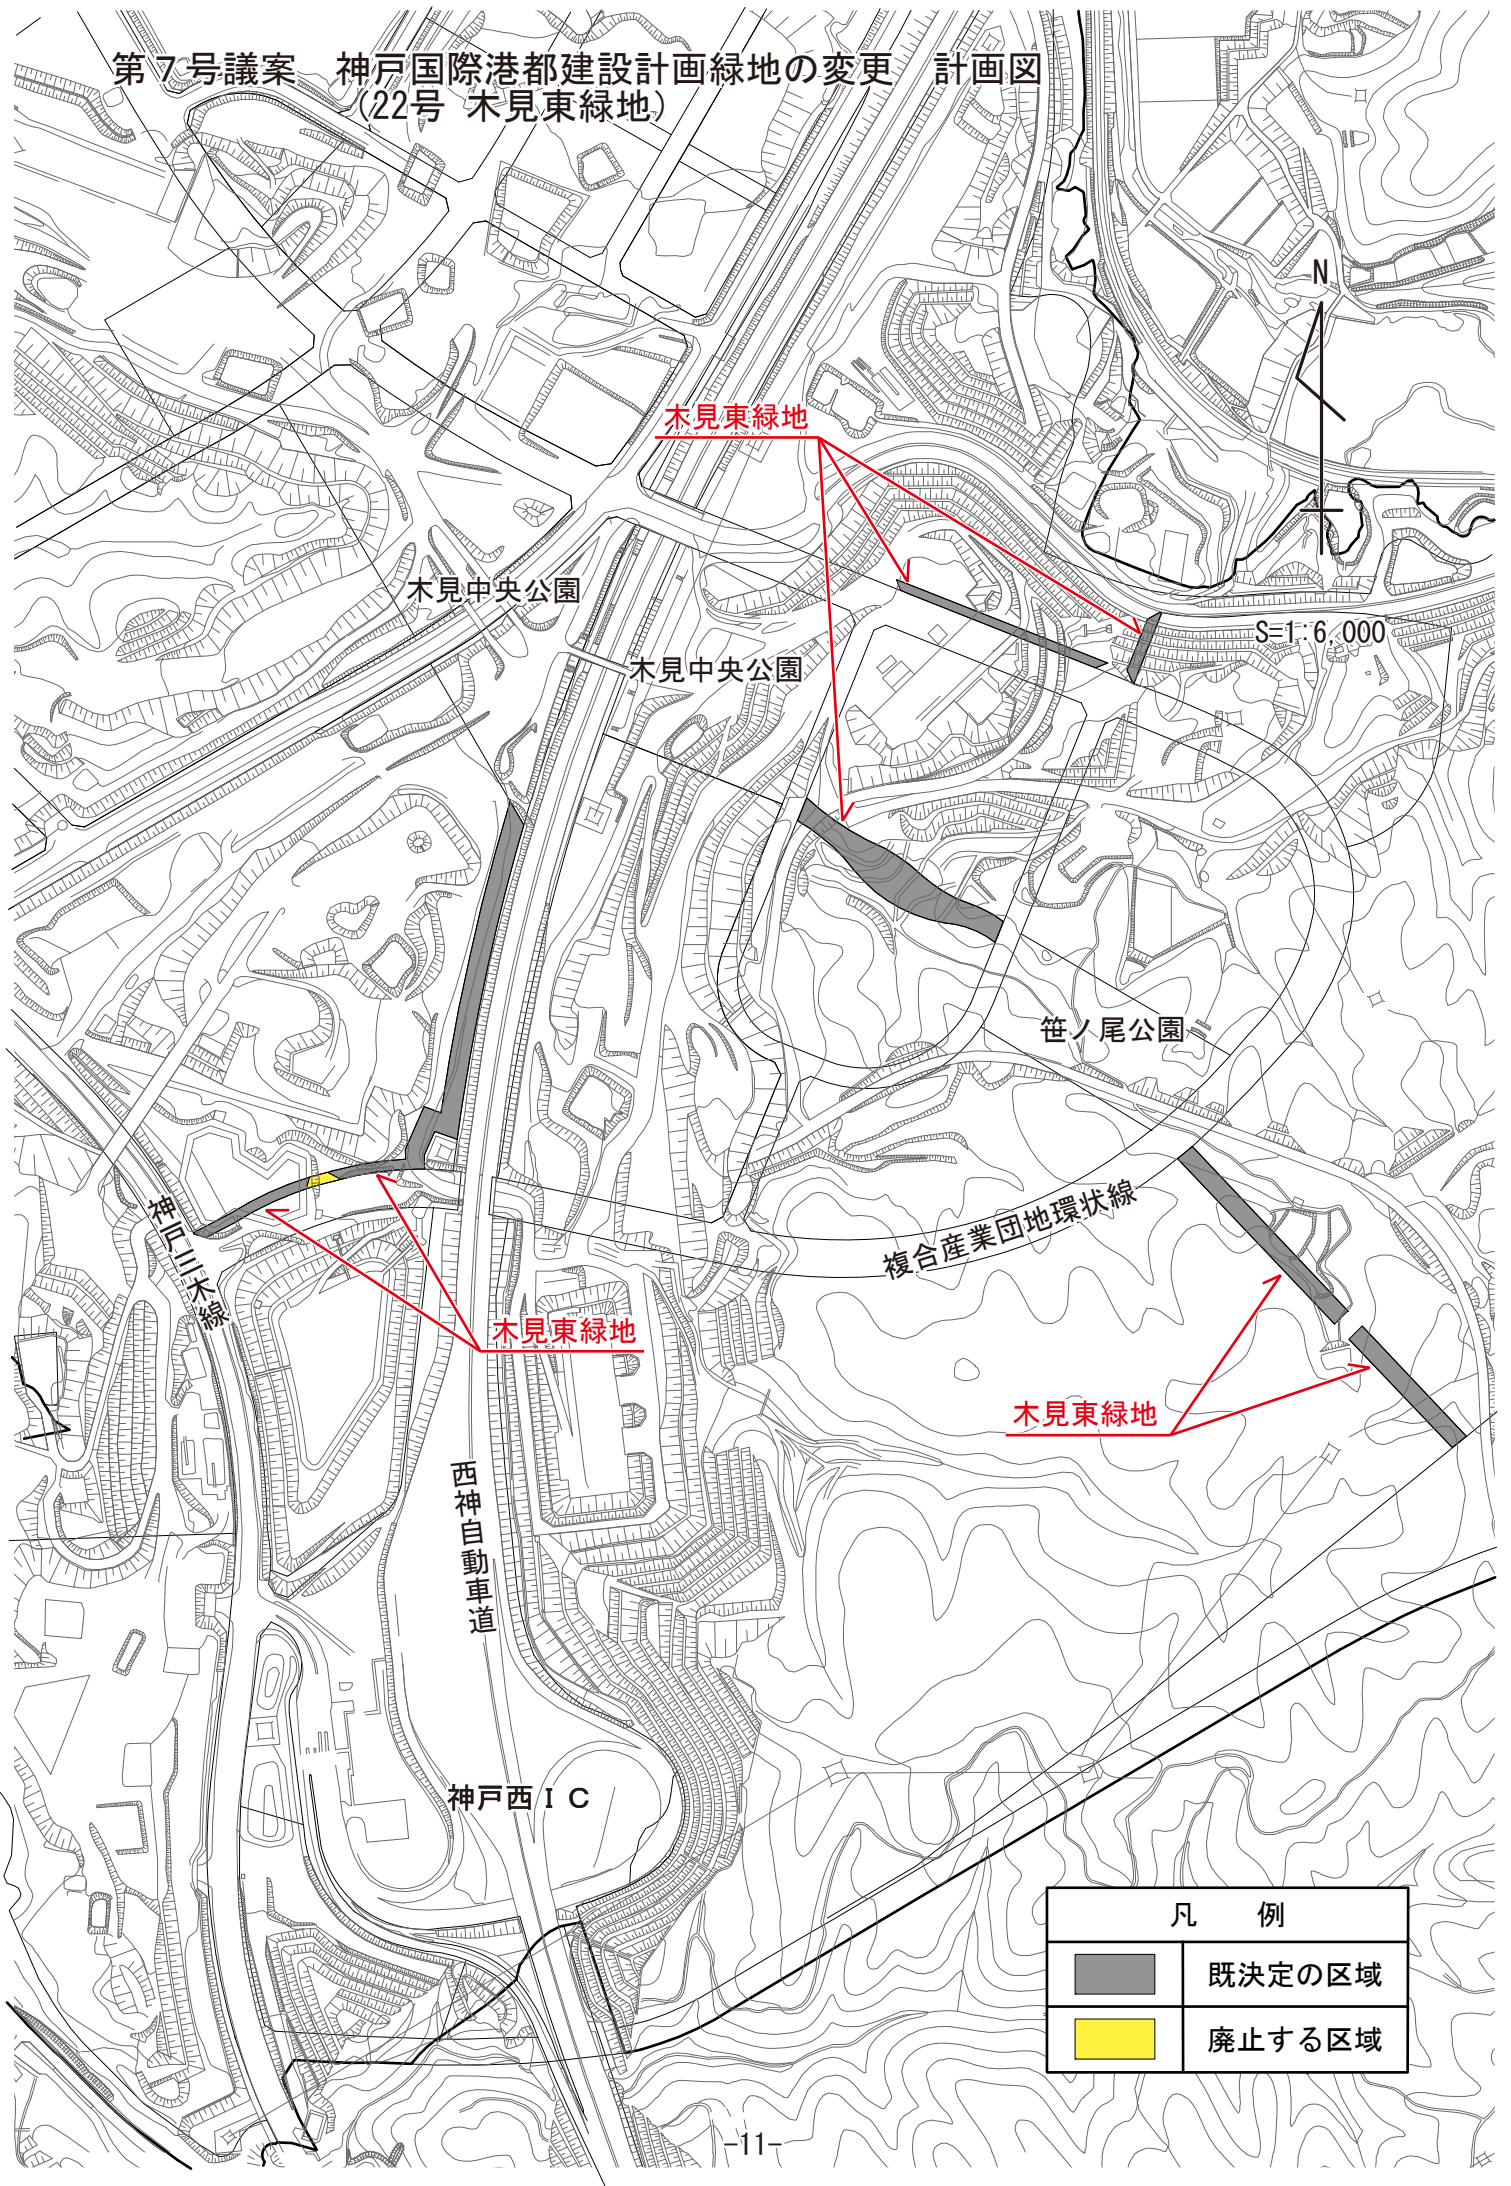 第７号議案　神戸国際港都建設計画緑地の変更　計画図
（22号 木見東緑地）
N
木見東緑地
木見中央公園
S=1:6,000
木見中央公園
笹ノ尾公園
神戸三木線
複合産業団地環状線
木見東緑地
木見東緑地
西神自動車道
神戸西ＩＣ
凡　例
既決定の区域
廃止する区域
-11-